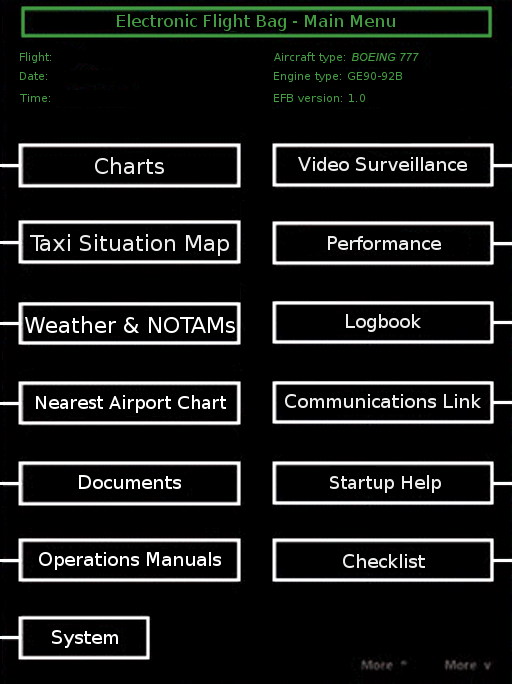 Electronic Flight Bag - Main Menu
Flight:
Aircraft type: BOEING 777
Date:
Engine type: GE90-92B
Time:
EFB version: 1.0
Charts
Video Surveillance
Taxi Situation Map
Performance
Weather & NOTAMs
Logbook
Nearest Airport Chart
Communications Link
Documents
Startup Help
Operations Manuals
Checklist
System
More ^
More v